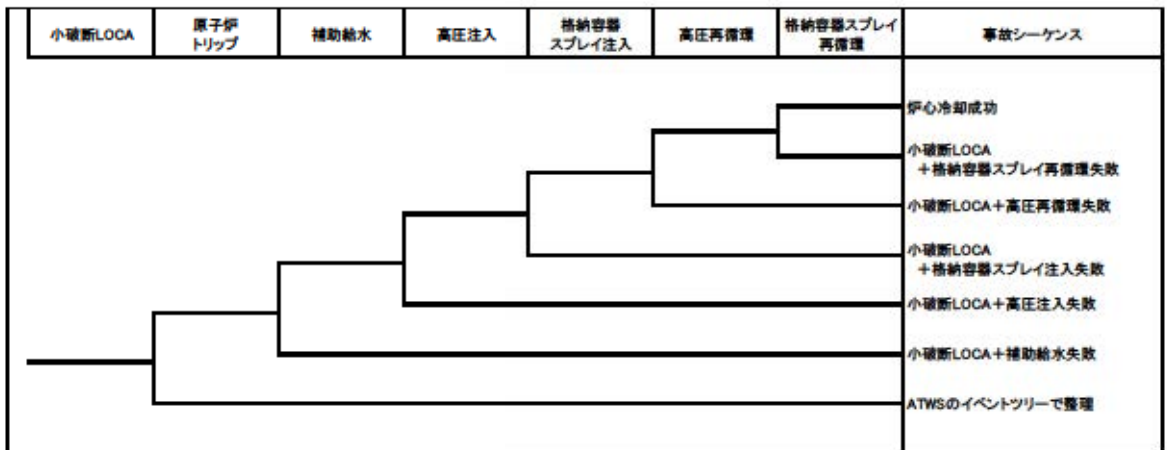 小破断LOCA
原子炉
トリップ
補助給水
高圧注入
格納容器
スプレイ注入
高圧再循環
格納容器スプレイ
再循環
事故シーケンス
炉心冷却成功
小破断LOCA
+格納容器スプレイ再循環失敗
小破断LOCA+高圧再循環失敗
小破断LOCA
+格納容器スプレイ注入失敗
小破断LOCA+高圧注入失敗
小破断LOCA+補助給水失敗
ATWSのイベントツリーで整理